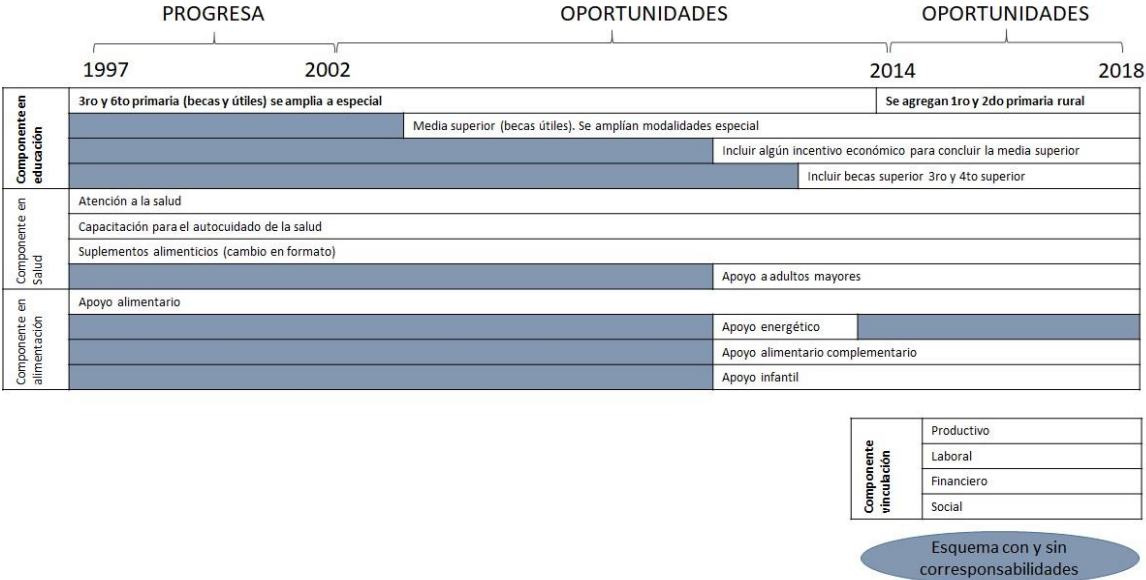 PROGRESA
OPORTUNIDADES
OPORTUNIDADES
1997
2002
2014
2018
Componente en educación
3ro y 6to primaria (becas y útiles) se amplia a especial
Se agregan 1ro y 2do primaria rural
Media superior (becas útiles). Se amplían modalidades especial
Incluir algún incentivo económico para concluir la media superior
Incluir becas superior 3ro y 4to superior
Componente en Salud
Atención a la salud
Capacitación para el autocuidado de la salud
Suplementos alimenticios (cambio en formato)
Apoyo a adultos mayores
Componente en alimentación
Apoyo alimentario
Apoyo energético
Apoyo alimentario complementario
Apoyo infantil
Componente vinculación
Productivo
Laboral
Financiero
Social
Esquema con y sin
corresponsabilidades